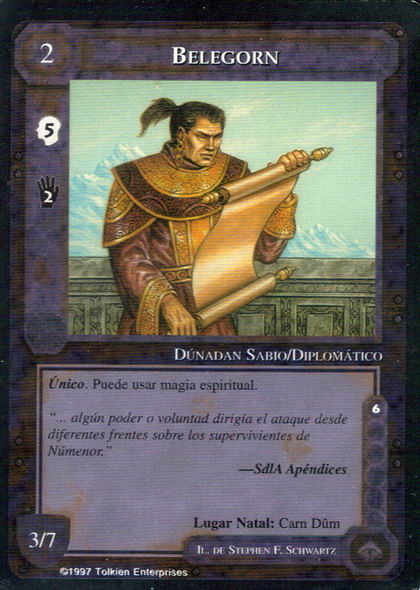 2
BELEGORN
5
2
DÚNADAN SABIO/DIPLOMÁTICO
Único. Puede usar magia espiritual.
6
"... algún poder o voluntad dirigía el ataque desde
diferentes frentes sobre los supervivientes de
Númenor."
—SdlA Apéndices
Lugar Natal: Carn Dûm
3/7
IL. DE STEPHEN F. SCHWARTZ
©1997 Tolkien Enterprises